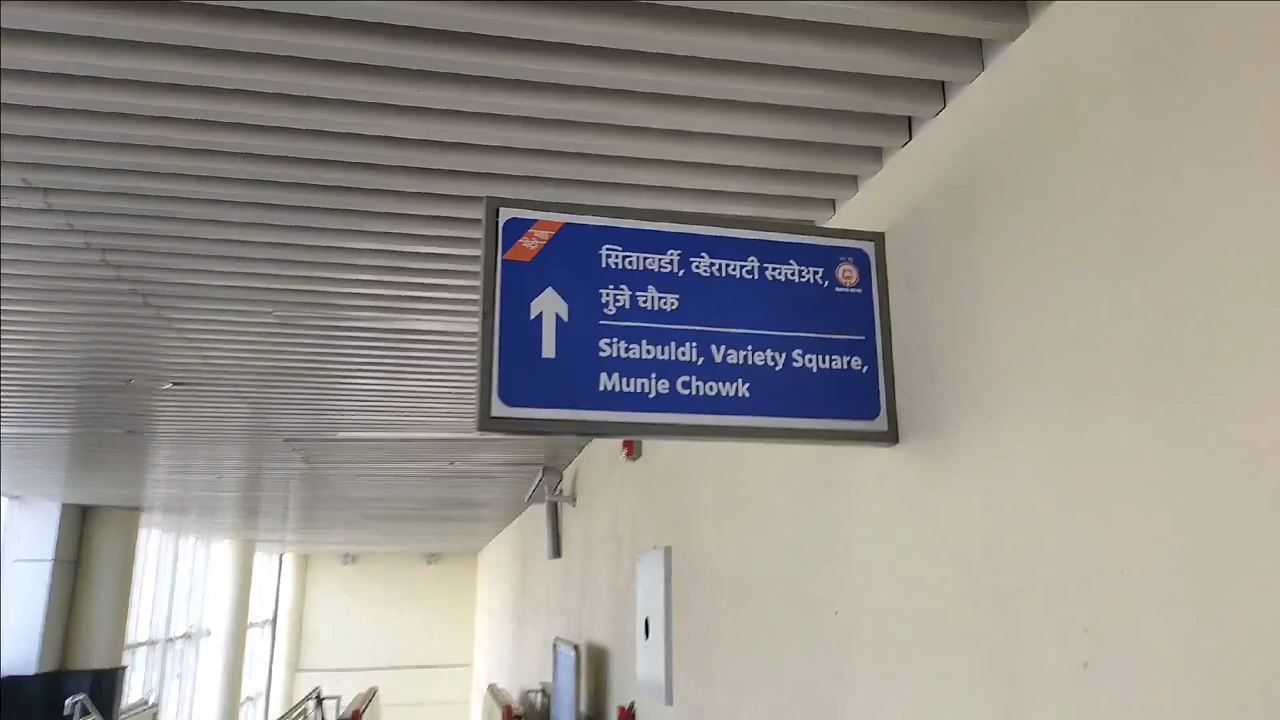 सिताबर्डी, व्हेरायटी स्क्वेअर,
मुंजे चौक
Sitabuldi, Variety Square,
Munje Chowk